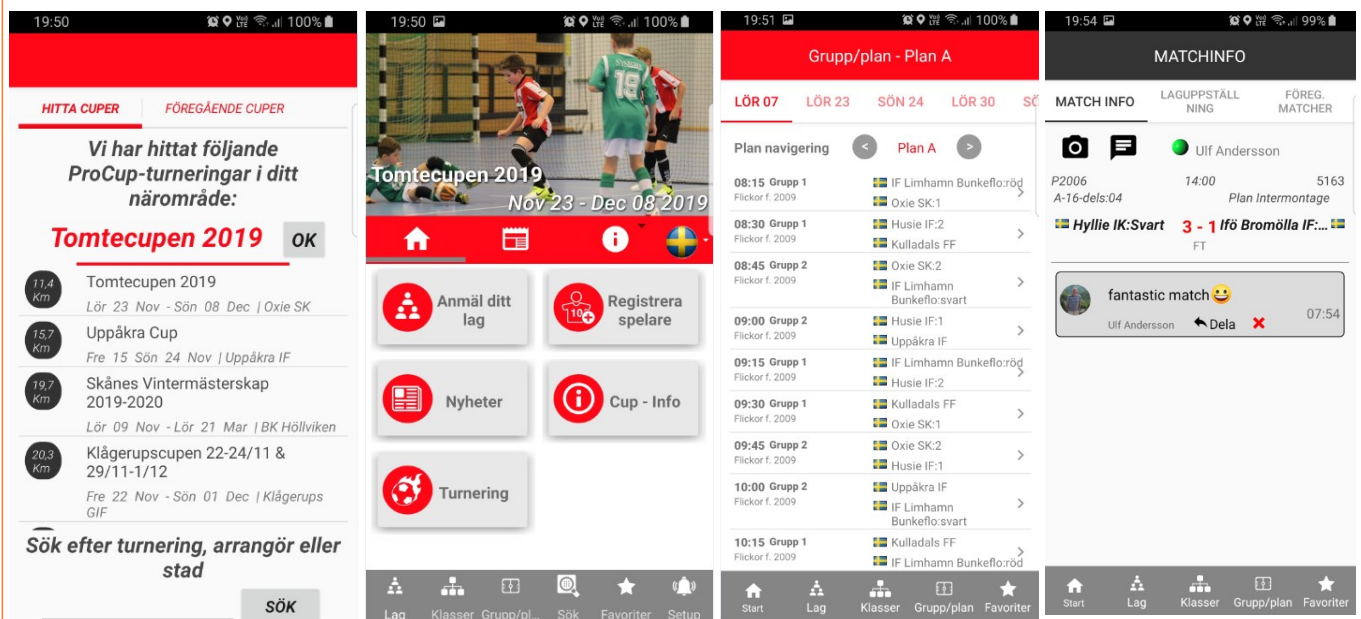 19:50
100%
HITTA CUPER
FÖREGÅENDE CUPER
Vi har hittat följande
ProCup-turneringar i ditt
närområde:
Tomtecupen 2019
OK
11,4
Km
Tomtecupen 2019
Lör 23 Nov - Sön 08 Dec | Oxie SK
15,7
Km
Uppåkra Cup
Fre 15 Sön 24 Nov | Uppåkra IF
19,7
Km
Skånes Vintermästerskap
2019-2020
Lör 09 Nov - Lör 21 Mar | BK Höllviken
20,3
Km
Klågerupscupen 22-24/11 &
29/11-1/12
Fre 22 Nov - Sön 01 Dec | Klågerups
GIF
Sök efter turnering, arrangör eller
stad
SÖK
19:50
100%
19
Tomtecupen 2019
Nov 23 - Dec 08 2019
Anmäl ditt
lag
Registrera
spelare
Nyheter
Cup - Info
Turnering
Lag
Klasser
Grupp/pl...
Sök
Favoriter
Setup
19:51
100%
Grupp/plan - Plan A
LÖR 07
LÖR 23
SÖN 24
LÖR 30
SÖ
Plan navigering
<
Plan A
>
08:15 Grupp 1
Flickor f. 2009
IF Limhamn Bunkeflo:röd
Oxie SK:1
08:30 Grupp 1
Flickor f. 2009
Husie IF:2
Kulladals FF
08:45 Grupp 2
Flickor f. 2009
Oxie SK:2
IF Limhamn
Bunkeflo:svart
09:00 Grupp 2
Flickor f. 2009
Husie IF:1
Uppåkra IF
09:15 Grupp 1
Flickor f. 2009
IF Limhamn Bunkeflo:röd
Husie IF:2
09:30 Grupp 1
Flickor f. 2009
Kulladals FF
Oxie SK:1
09:45 Grupp 2
Flickor f. 2009
Oxie SK:2
Husie IF:1
10:00 Grupp 2
Flickor f. 2009
Uppåkra IF
IF Limhamn
Bunkeflo:svart
10:15 Grupp 1
Flickor f. 2009
Kulladals FF
IF Limhamn Bunkeflo:röd
Start
Lag
Klasser
Grupp/plan
Favoriter
19:54
99%
MATCHINFO
MATCH INFO
LAGUPPSTÄLL
NING
FÖREG.
MATCHER
Ulf Andersson
P2006
14:00
5163
A-16-dels:04
Plan Intermontage
Hyllie IK:Svart
3 - 1
Ifö Bromölla IF:...
FT
fantastic match😀
Ulf Andersson
Dela
07:54
Start
Lag
Klasser
Grupp/plan
Favoriter